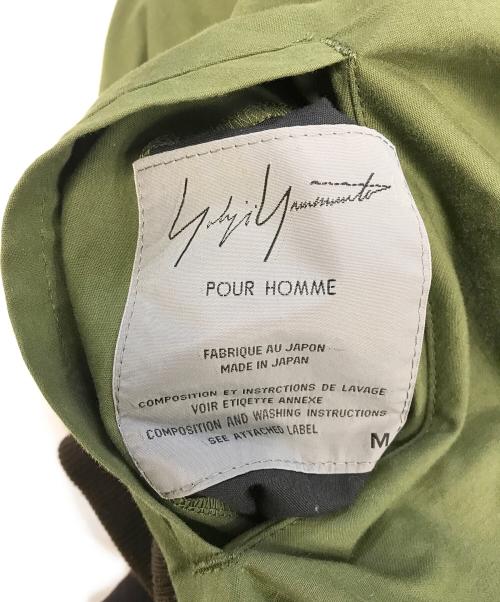 Yohji Yamamoto
POUR HOMME
FABRIQUE AU JAPON
MADE IN JAPAN
COMPOSITION ET INSTRCTIONS DE LAVAGE
VOIR ETIQETTE ANNEXE
COMPOSITION AND WASHING INSTRUCTIONS
SEE ATTACHED LABEL
M